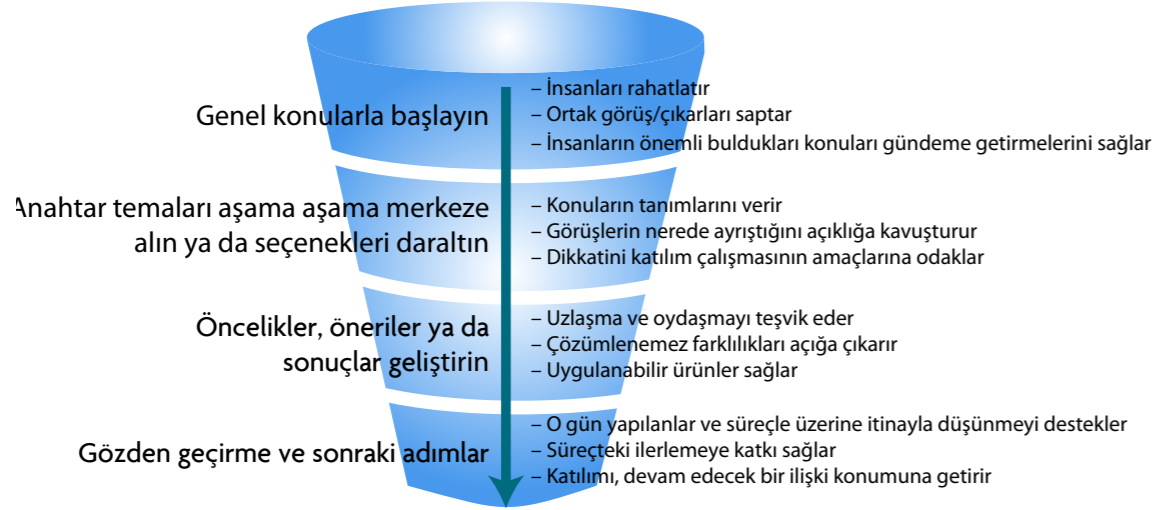 Genel konularla başlayın
– İnsanları rahatlatır
– Ortak görüş/çıkarları saptar
– İnsanların önemli buldukları konuları gündeme getirmelerini sağlar
Anahtar temaları aşama aşama merkeze
alın ya da seçenekleri daraltın
– Konuların tanımlarını verir
– Görüşlerin nerede ayrıştığını açıklığa kavuşturur
– Dikkatini katılım çalışmasının amaçlarına odaklar
Öncelikler, öneriler ya da
sonuçlar geliştirin
– Uzlaşma ve oydaşmayı teşvik eder
– Çözümlenemez farklılıkları açığa çıkarır
– Uygulanabilir ürünler sağlar
Gözden geçirme ve sonraki adımlar
– O gün yapılanlar ve süreçle üzerine itinayla düşünmeyi destekler
– Süreçteki ilerlemeye katkı sağlar
– Katılımı, devam edecek bir ilişki konumuna getirir